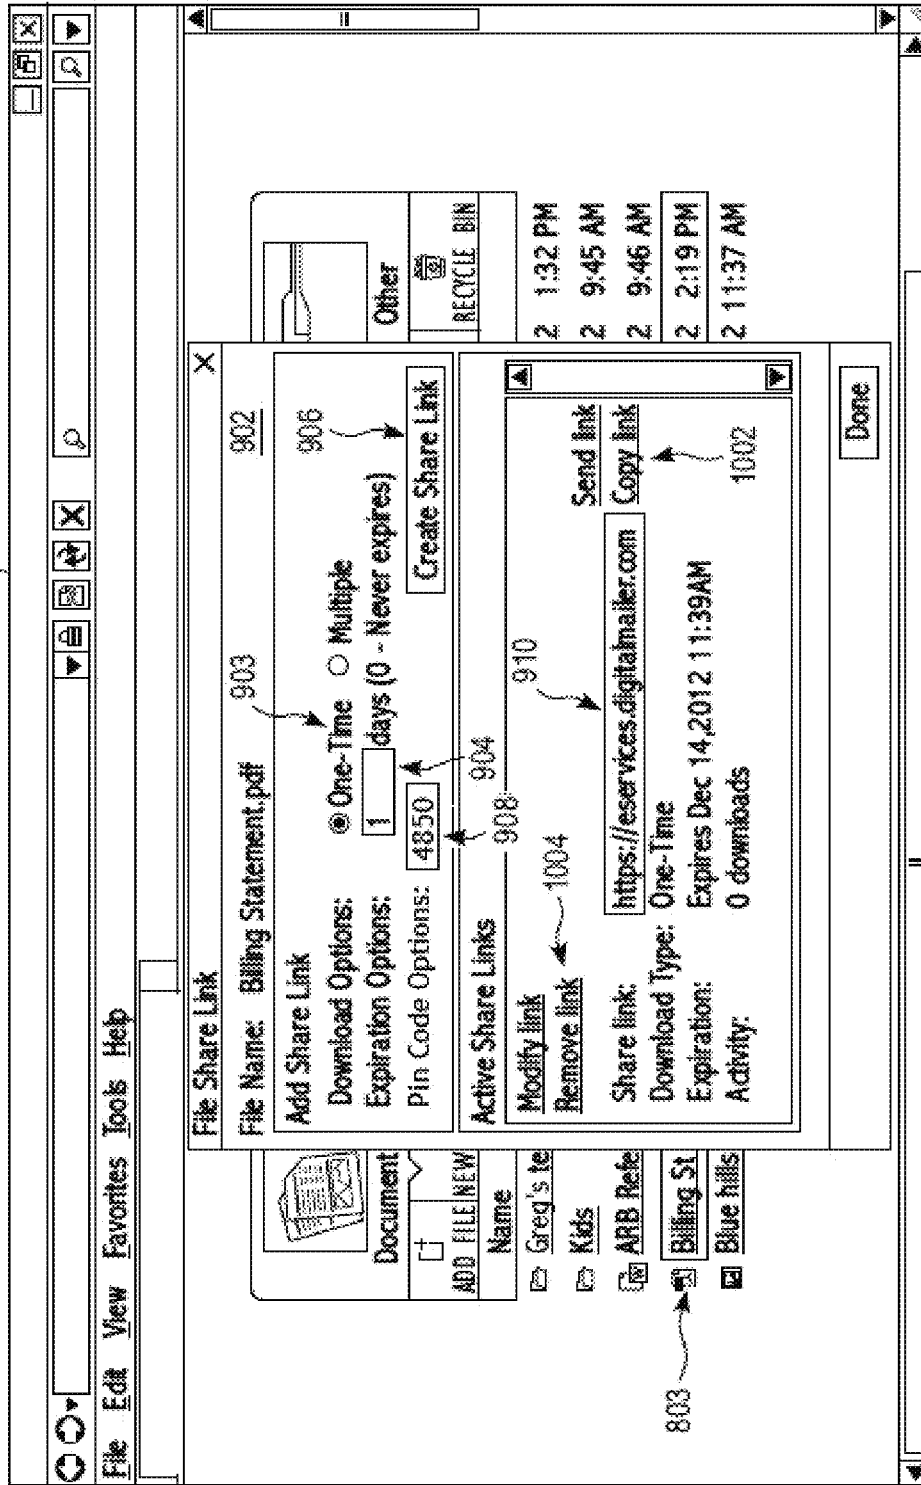 File Edit View Favorites Tools Help
File Share Link X
File Name: Billing Statement.pdf 902
Add Share Link
903
906
Download Options: One-Time Multiple
Expiration Options: 1 days (0 - Never expires)
Pin Code Options: 4850 Create Share Link
904
908
Active Share Links
Modify link
Remove link
1004
910
Send link
Copy link
1002
Share link: https://eservices.digitalmailer.com
Download Type: One-Time
Expiration: Expires Dec 14,2012 11:39AM
Activity: 0 downloads
Done
Document Other
ADD FILE NEW RECYCLE BIN
Name
Greg's te 2 1:32 PM
Kids 2 9:45 AM
ARB Refe 2 9:46 AM
Billing St 2 2:19 PM
Blue hills 2 11:37 AM
803